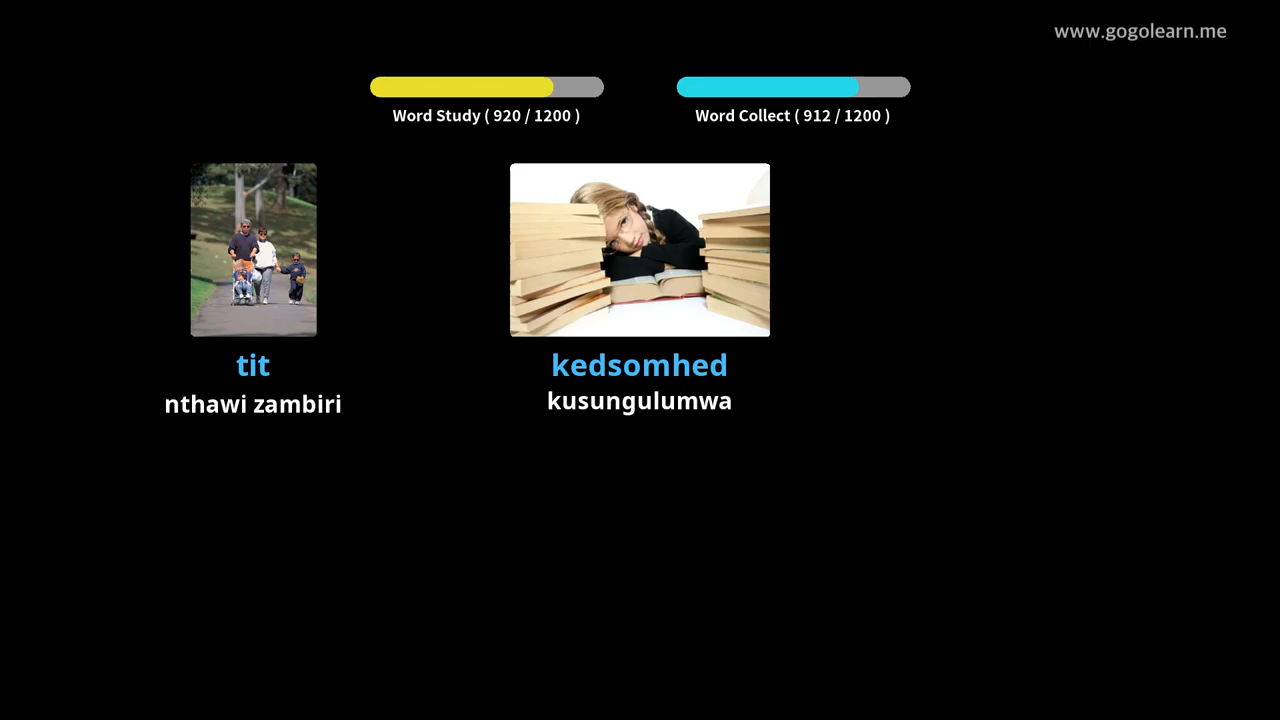 www.gogolearn.me
Word Study ( 920 / 1200 )
Word Collect ( 912 / 1200 )
tit
nthawi zambiri
kedsomhed
kusungulumwa